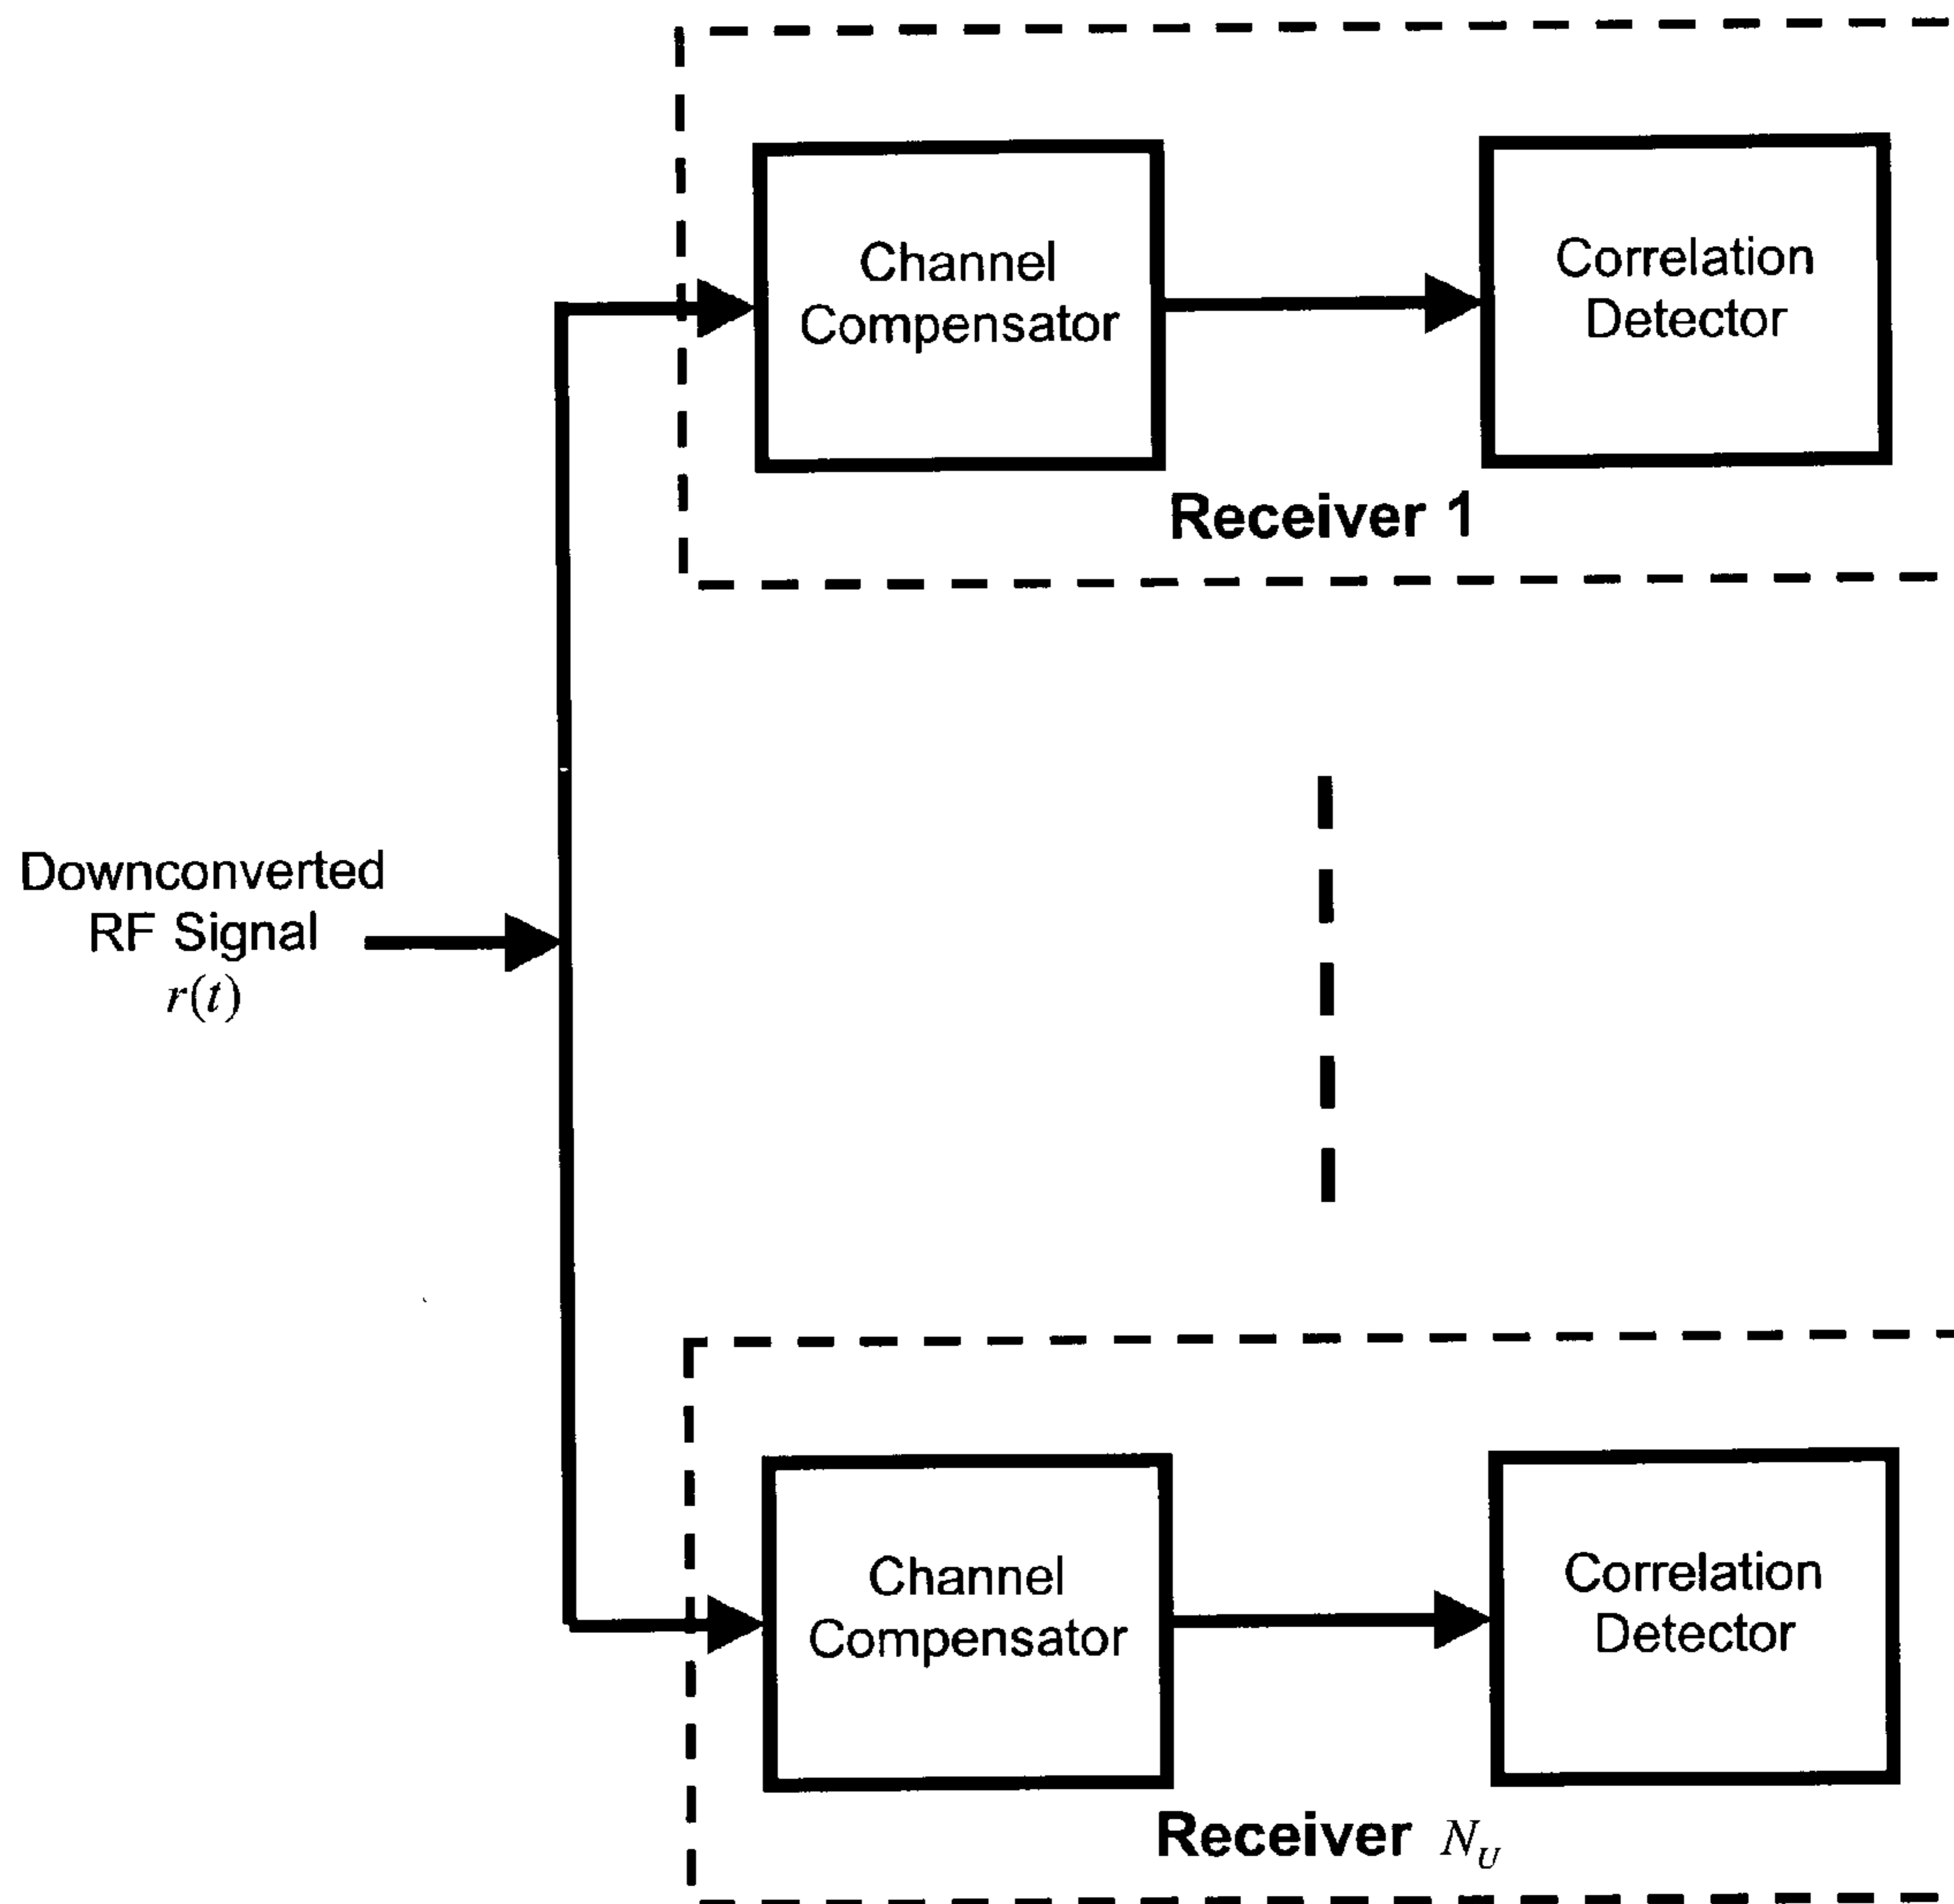 Channel
Compensator
Correlation
Detector
Receiver 1
Downconverted
RF Signal
r(t)
Channel
Compensator
Correlation
Detector
Receiver N_U